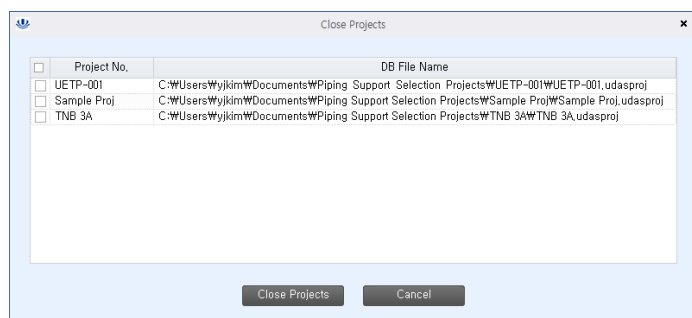 Close Projects
Project No. DB File Name
UETP-001 C:₩Users₩yjkim₩Documents₩Piping Support Selection Projects₩UETP-001₩UETP-001.udasproj
Sample Proj C:₩Users₩yjkim₩Documents₩Piping Support Selection Projects₩Sample Proj₩Sample Proj.udasproj
TNB 3A C:₩Users₩yjkim₩Documents₩Piping Support Selection Projects₩TNB 3A₩TNB 3A.udasproj
Close Projects Cancel